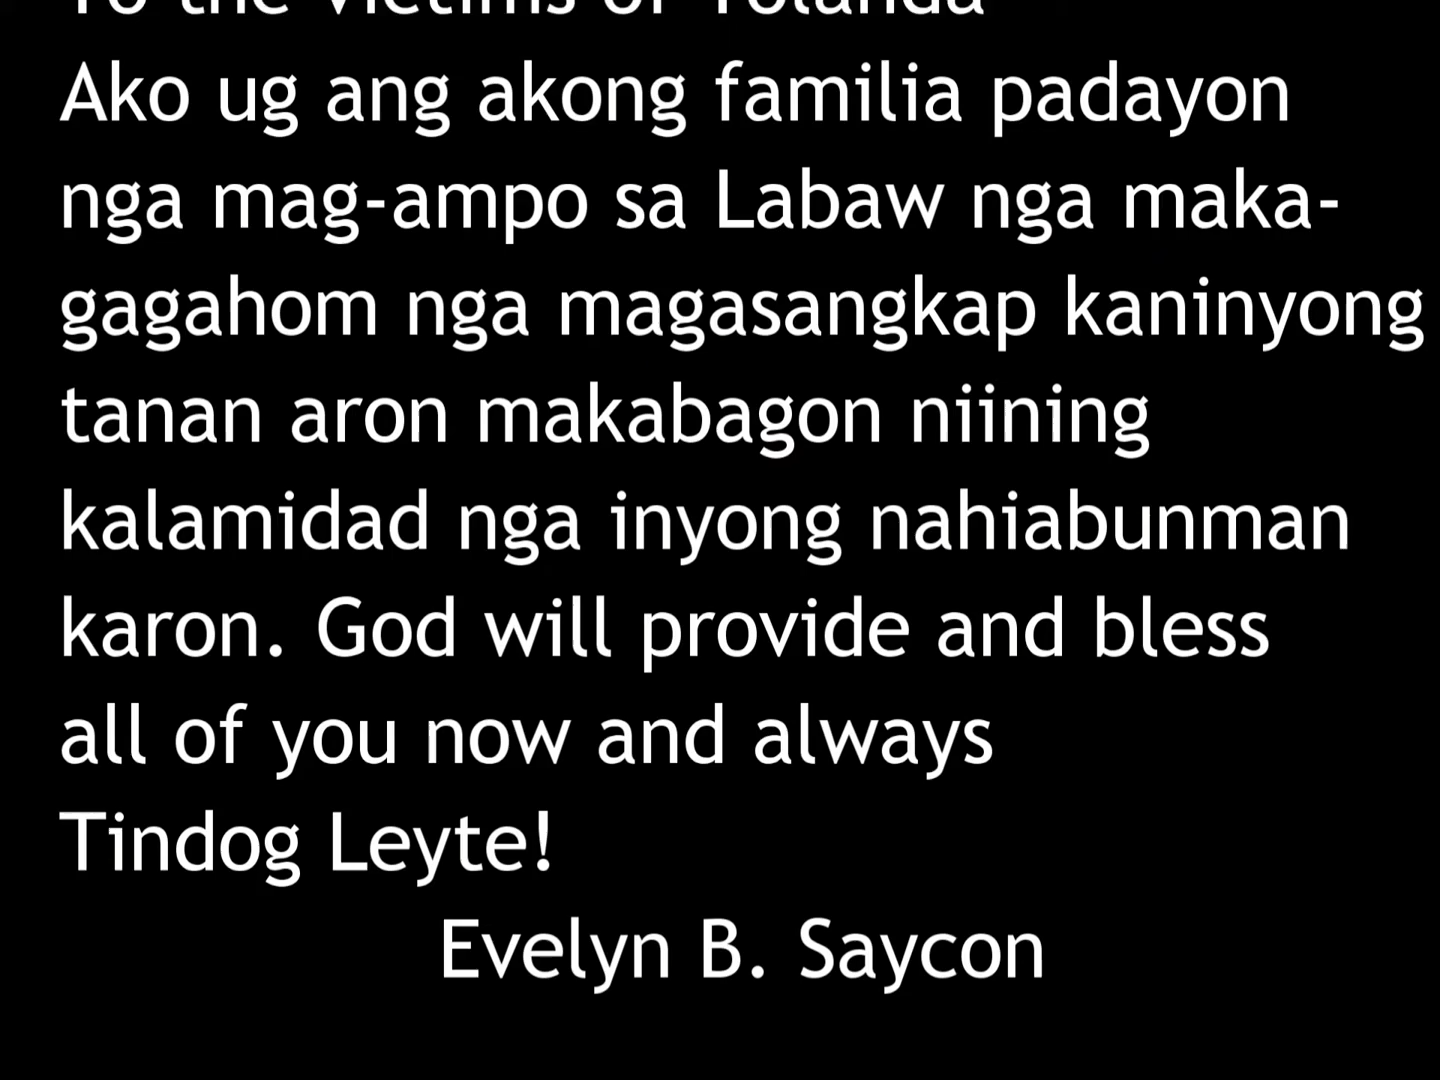 To the victims of Yolanda
Ako ug ang akong familia padayon
nga mag-ampo sa Labaw nga maka-
gagahom nga magasangkap kaninyong
tanan aron makabagon niining
kalamidad nga inyong nahiabunman
karon. God will provide and bless
all of you now and always
Tindog Leyte!
Evelyn B. Saycon